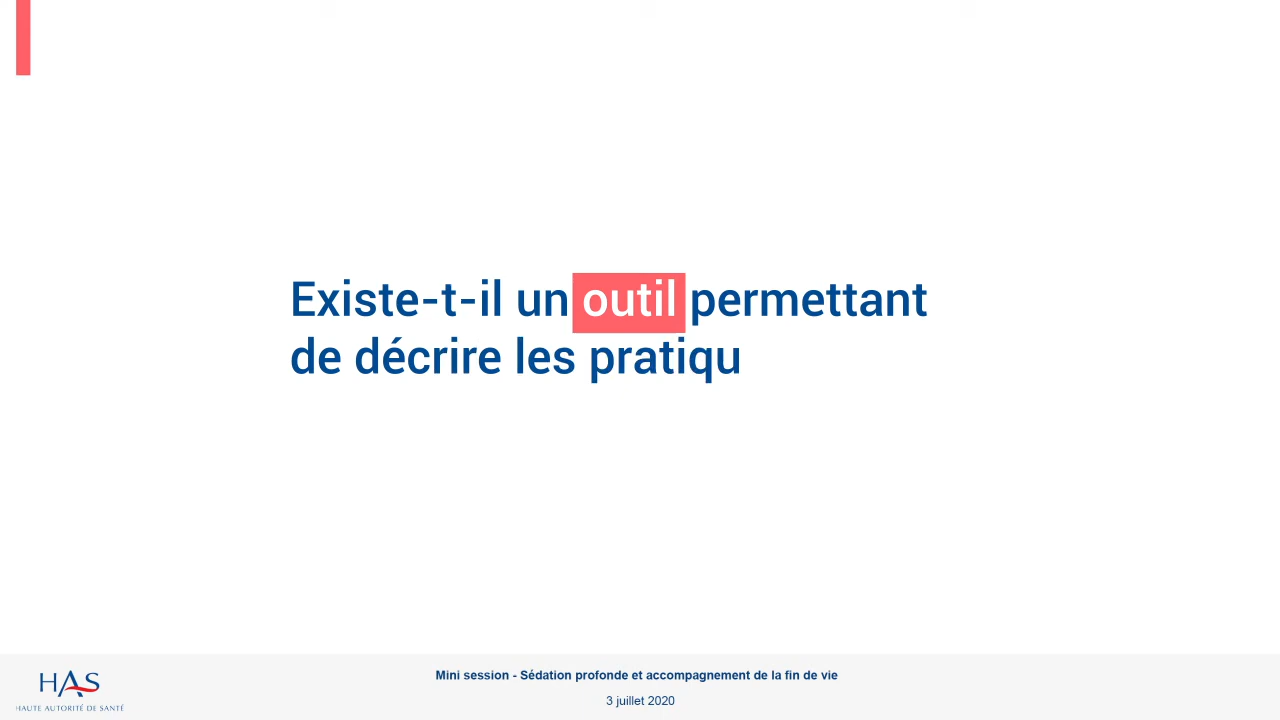 Existe-t-il un outil permettant
de décrire les pratiqu
Mini session - Sédation profonde et accompagnement de la fin de vie
3 juillet 2020
HAS
HAUTE AUTORITÉ DE SANTÉ